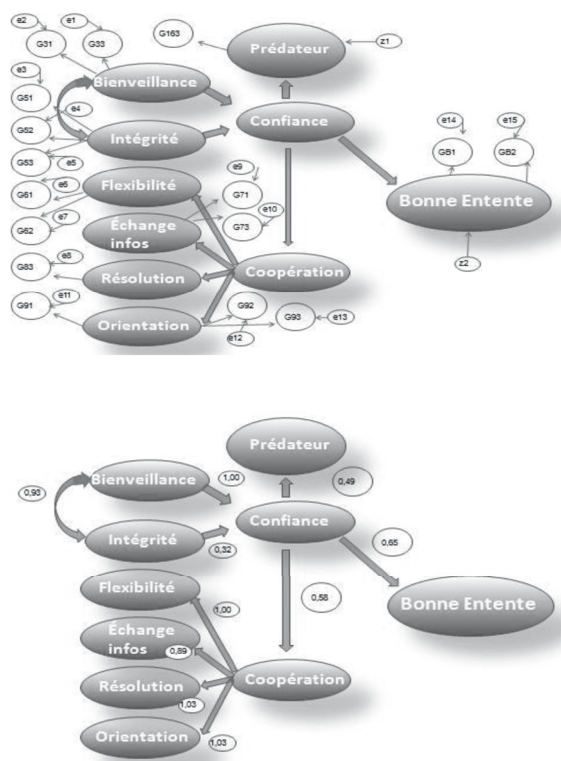 e2
e1
G31
G33
G163
Prédateur
z1
e3
Bienveillance
G51
e4
e14
e15
G52
Intégrité
Confiance
GB1
GB2
G53
e5
e9
e6
Flexibilité
G61
G71
Bonne Entente
e7
e10
G62
Échange
infos
G73
e8
z2
G83
Résolution
Coopération
e11
G92
G91
Orientation
G93
e13
e12
Prédateur
Bienveillance
1,00
0,49
0,93
Confiance
Intégrité
0,65
0,32
Flexibilité
0,58
1,00
Bonne Entente
Échange
infos
0,89
Résolution
Coopération
1,03
Orientation
1,03